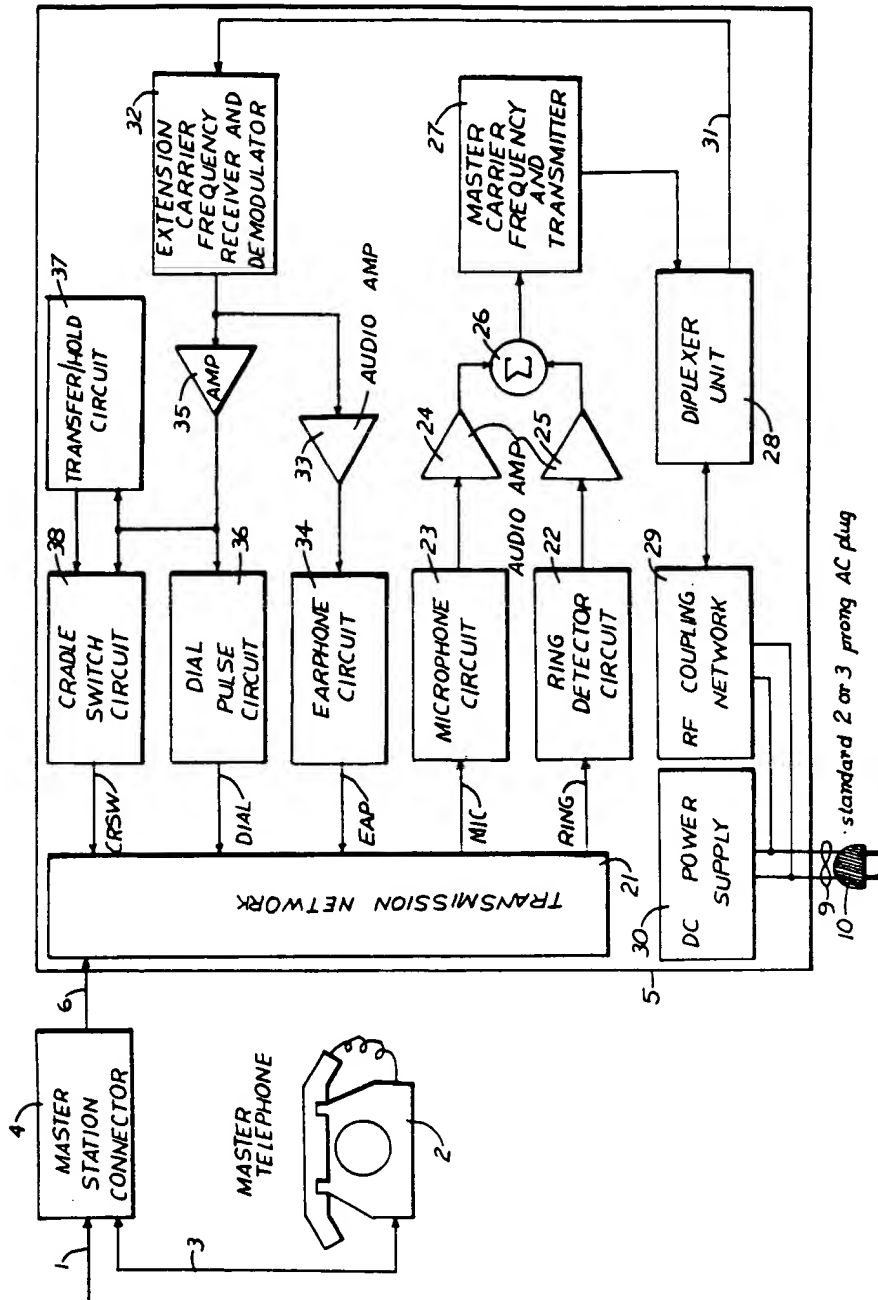 1
4
MASTER
STATION
CONNECTOR
6
3
MASTER
TELEPHONE
2
5
TRANSMISSION NETWORK
21
CRSW
DIAL
EAP
MIC
RING
38
CRADLE
SWITCH
CIRCUIT
37
TRANSFER/HOLD
CIRCUIT
36
DIAL
PULSE
CIRCUIT
35
AMP
34
EARPHONE
CIRCUIT
33
AUDIO AMP
32
EXTENSION
CARRIER
FREQUENCY
RECEIVER AND
DEMODULATOR
23
MICROPHONE
CIRCUIT
24
22
RING
DETECTOR
CIRCUIT
25
AUDIO AMP
26
Σ
27
MASTER
CARRIER
FREQUENCY
AND
TRANSMITTER
30
DC POWER
SUPPLY
29
RF COUPLING
NETWORK
DIPLEXER
UNIT
28
31
9
10
standard 2 or 3 prong AC plug